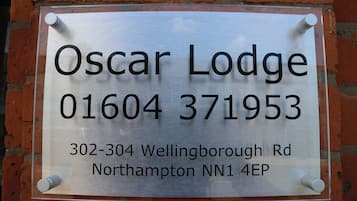 Oscar Lodge
01604 371953
302-304 Wellingborough Rd
Northampton NN1 4EP